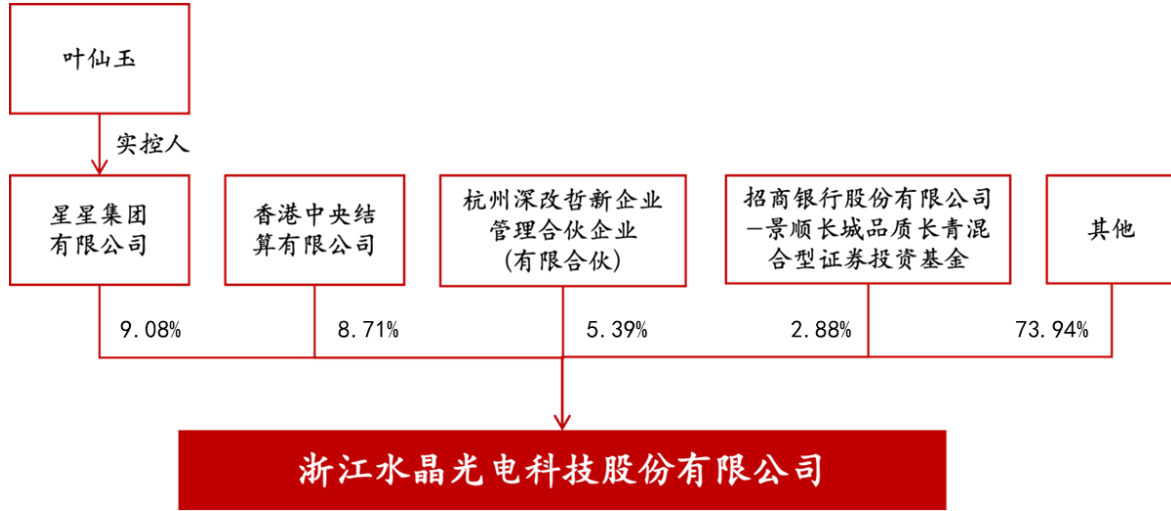 叶仙玉
实控人
星星集团
有限公司
香港中央结
算有限公司
杭州深改哲新企业
管理合伙企业
(有限合伙)
招商银行股份有限公司
–景顺长城品质长青混
合型证券投资基金
其他
9.08%
8.71%
5.39%
2.88%
73.94%
浙江水晶光电科技股份有限公司